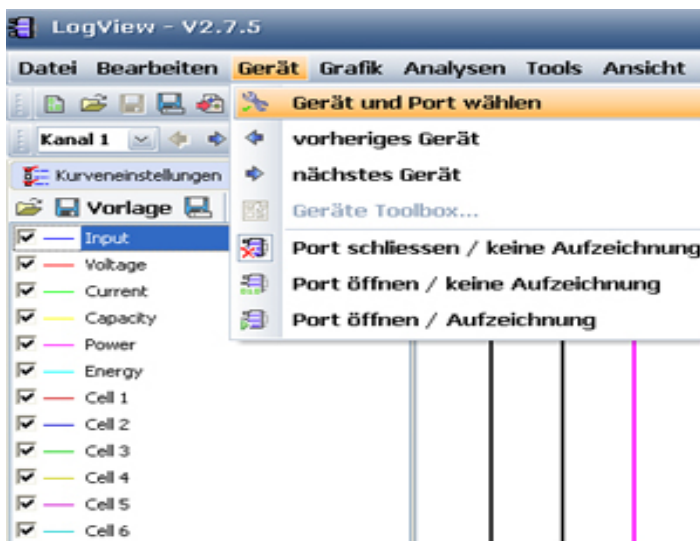 LogView - V2.7.5
Datei Bearbeiten Gerät Grafik Analysen Tools Ansicht
Gerät und Port wählen
Kanal 1
vorheriges Gerät
Kurveneinstellungen
nächstes Gerät
Vorlage
Geräte Toolbox...
Input
Port schliessen / keine Aufzeichnung
Voltage
Current
Port öffnen / keine Aufzeichnung
Capacity
Port öffnen / Aufzeichnung
Power
Energy
Cell 1
Cell 2
Cell 3
Cell 4
Cell 5
Cell 6